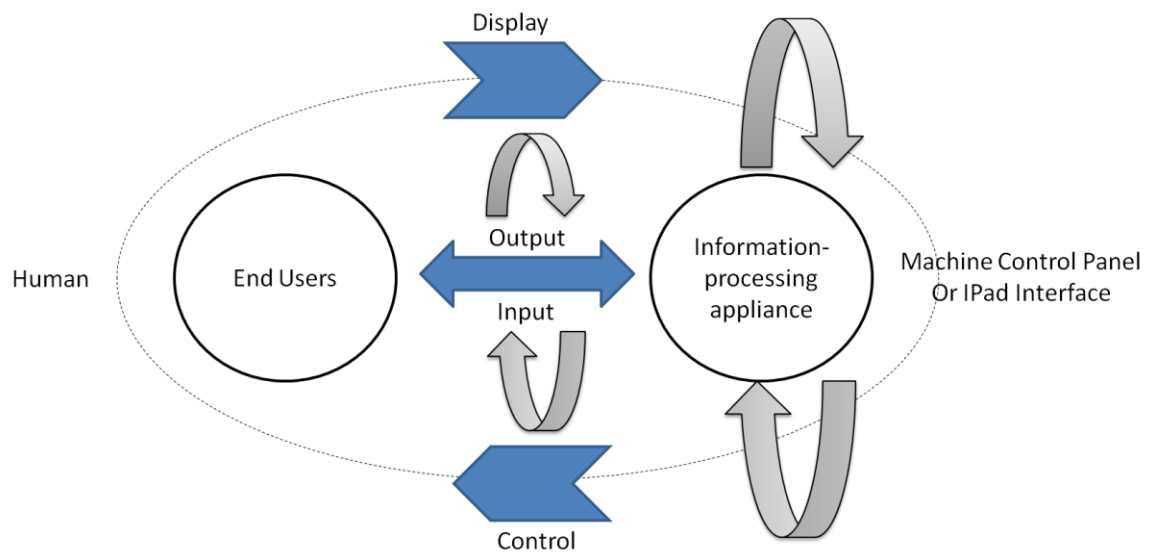 Display
Output
Human
End Users
Information-
processing
appliance
Machine Control Panel
Or IPad Interface
Input
Control